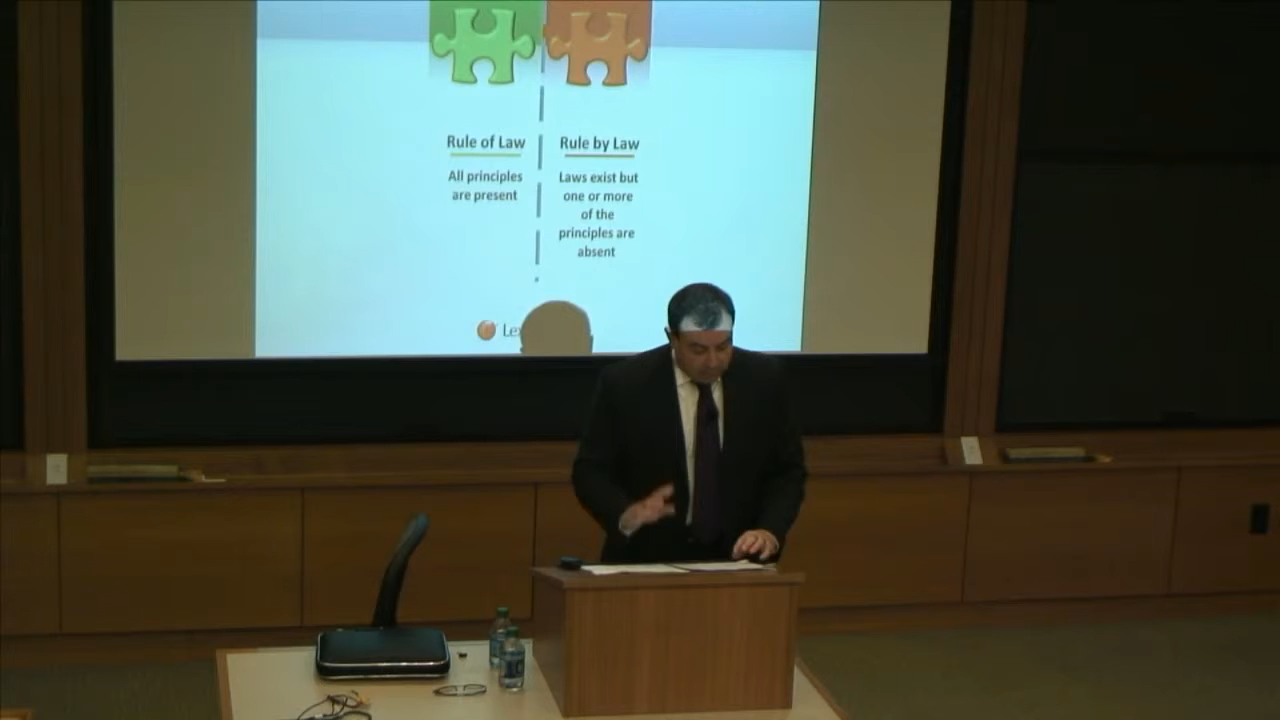 Rule of Law
All principles
are present
Rule by Law
Laws exist but
one or more
of the
principles are
absent